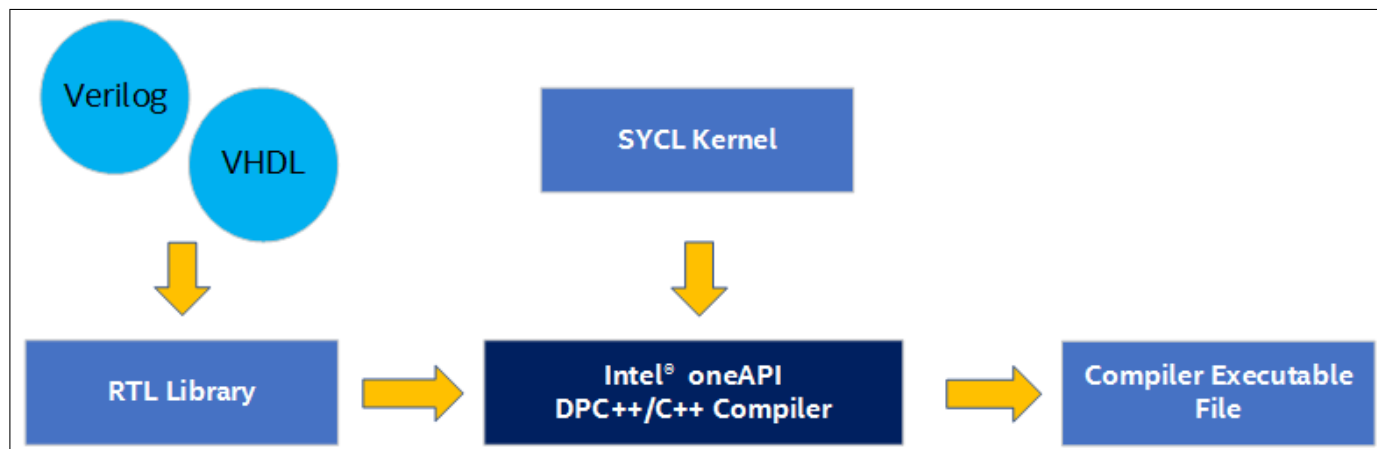 Verilog
VHDL
SYCL Kernel
RTL Library
Intel® oneAPI
DPC++/C++ Compiler
Compiler Executable
File